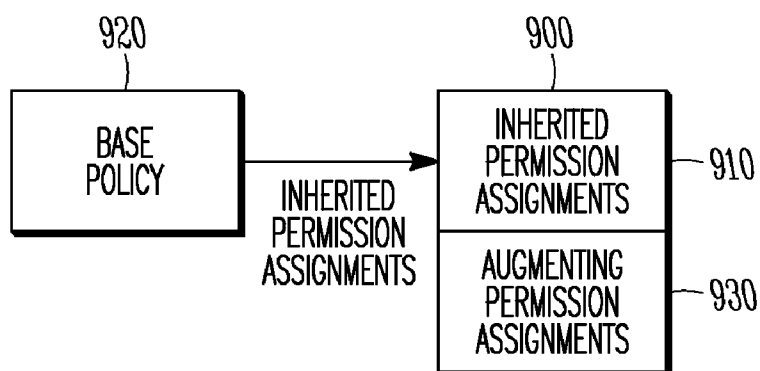 920
900
BASE
POLICY
INHERITED
PERMISSION
ASSIGNMENTS
INHERITED
PERMISSION
ASSIGNMENTS
910
AUGMENTING
PERMISSION
ASSIGNMENTS
930